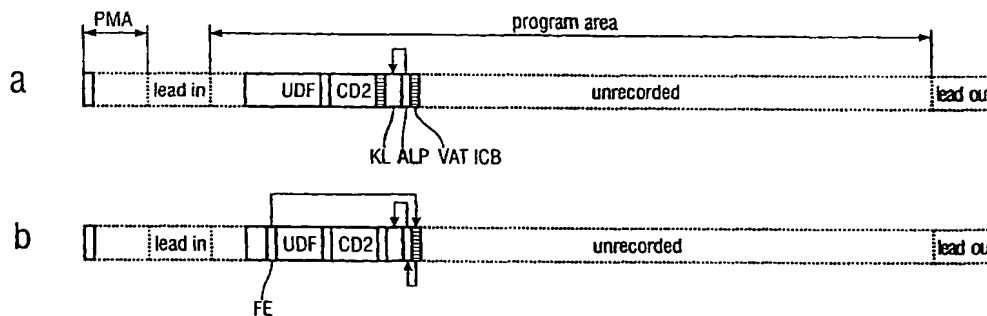 PMA program area
a lead in UDF CD2 unrecorded lead out
KL ALP VAT ICB
b lead in UDF CD2 unrecorded lead out
FE